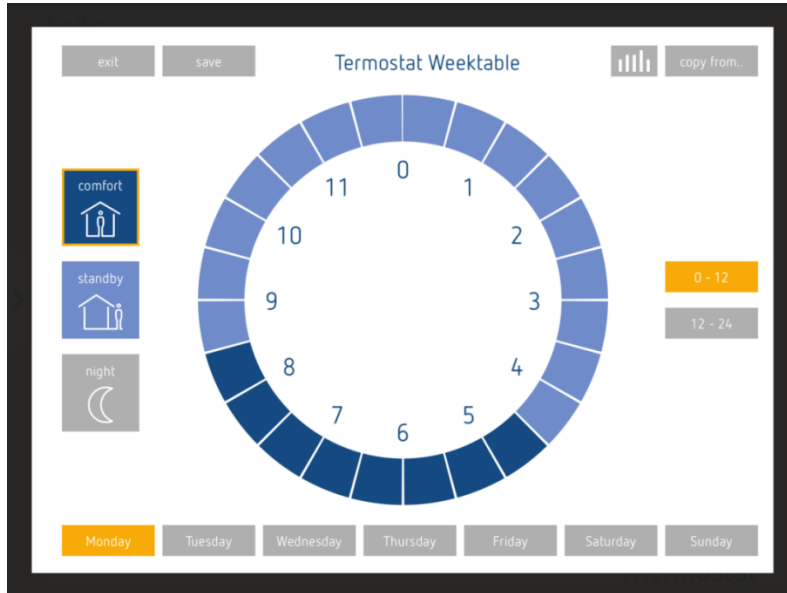 exit
save
Termostat Weektable
copy from..
comfort
standby
night
0
1
2
3
4
5
6
7
8
9
10
11
0 - 12
12 - 24
Monday
Tuesday
Wednesday
Thursday
Friday
Saturday
Sunday
Thermostat